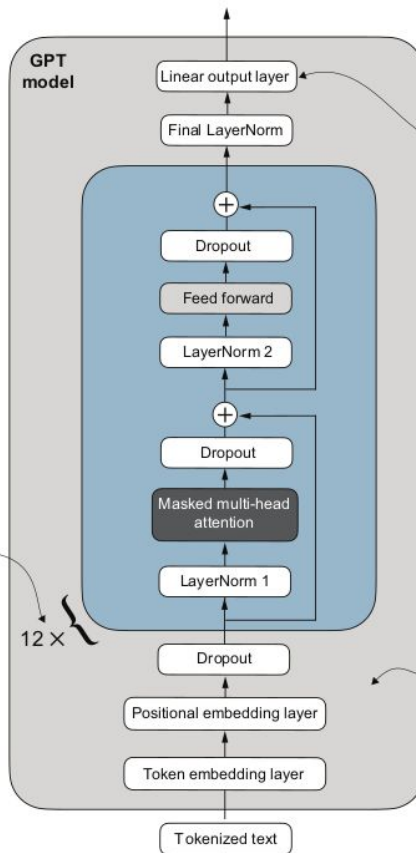 GPT
model
Linear output layer
Final LayerNorm
+
Dropout
Feed forward
LayerNorm 2
+
Dropout
Masked multi-head
attention
LayerNorm 1
12 ×
Dropout
Positional embedding layer
Token embedding layer
Tokenized text